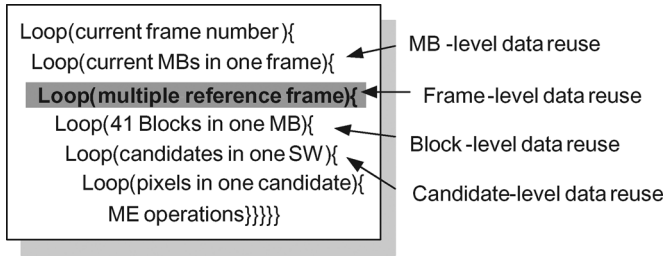 Loop(current frame number){
Loop(current MBs in one frame){
Loop(multiple reference frame){
Loop(41 Blocks in one MB){
Loop(candidates in one SW){
Loop(pixels in one candidate){
ME operations}}}}}}
MB -level data reuse
Frame-level data reuse
Block-level data reuse
Candidate-level data reuse